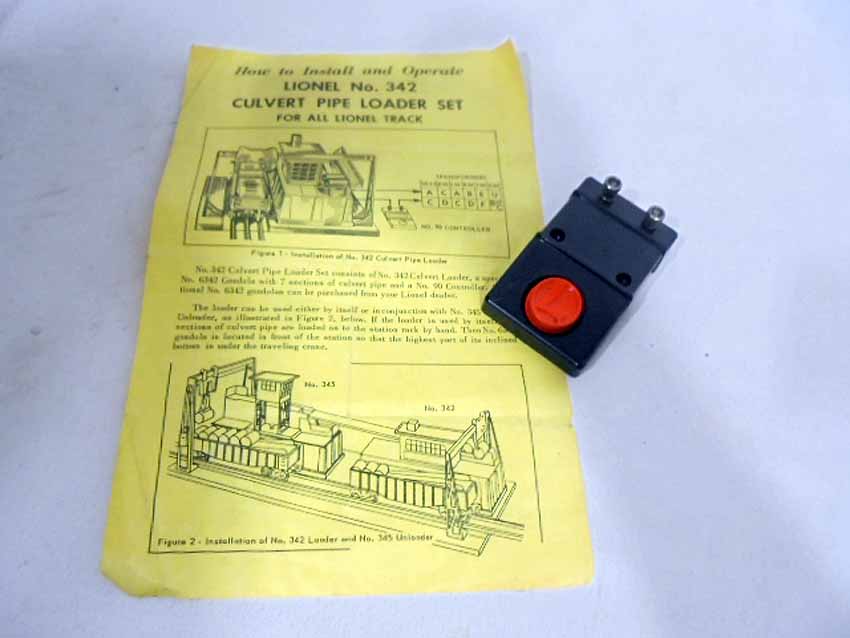 How to Install and Operate
LIONEL No. 342
CULVERT PIPE LOADER SET
FOR ALL LIONEL TRACK
TRANSFORMERS
A C A B E U
C D C D F
NO. 90 CONTROLLER
Figure 1 - Installation of No. 342 Culvert Pipe Loader
No. 342 Culvert Pipe Loader Set consists of No. 342 Culvert Loader, a
No. 6342 Gondola with 7 sections of culvert pipe and a No. 90 Controller.
tional No. 6342 gondolas can be purchased from your Lionel dealer.
The loader can be used either by itself or in conjunction with No. 345
Unloader, as illustrated in Figure 2, below. If the loader is used by
sections of culvert pipe are loaded on to the station rack by hand. Then No.
gondola is located in front of the station so that the highest part of its inclined
bottom is under the traveling crane.
No. 345
No. 342
Figure 2 - Installation of No. 342 Loader and No. 345 Unloader